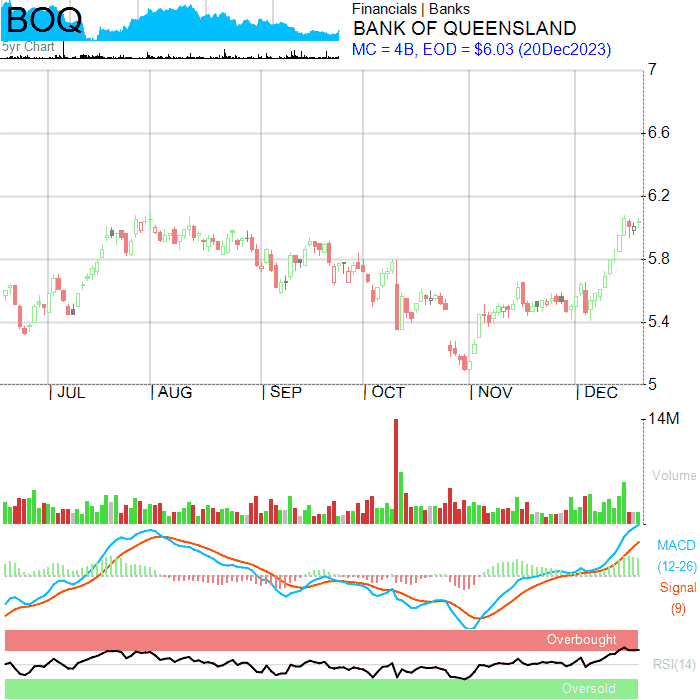 BOQ
5yr Chart
Financials | Banks
BANK OF QUEENSLAND
MC = 4B, EOD = $6.03 (20Dec2023)
7
6.6
6.2
5.8
5.4
5
JUL AUG SEP OCT NOV DEC
14M
Volume
MACD
(12-26)
Signal
(9)
Overbought
RSI(14)
Oversold